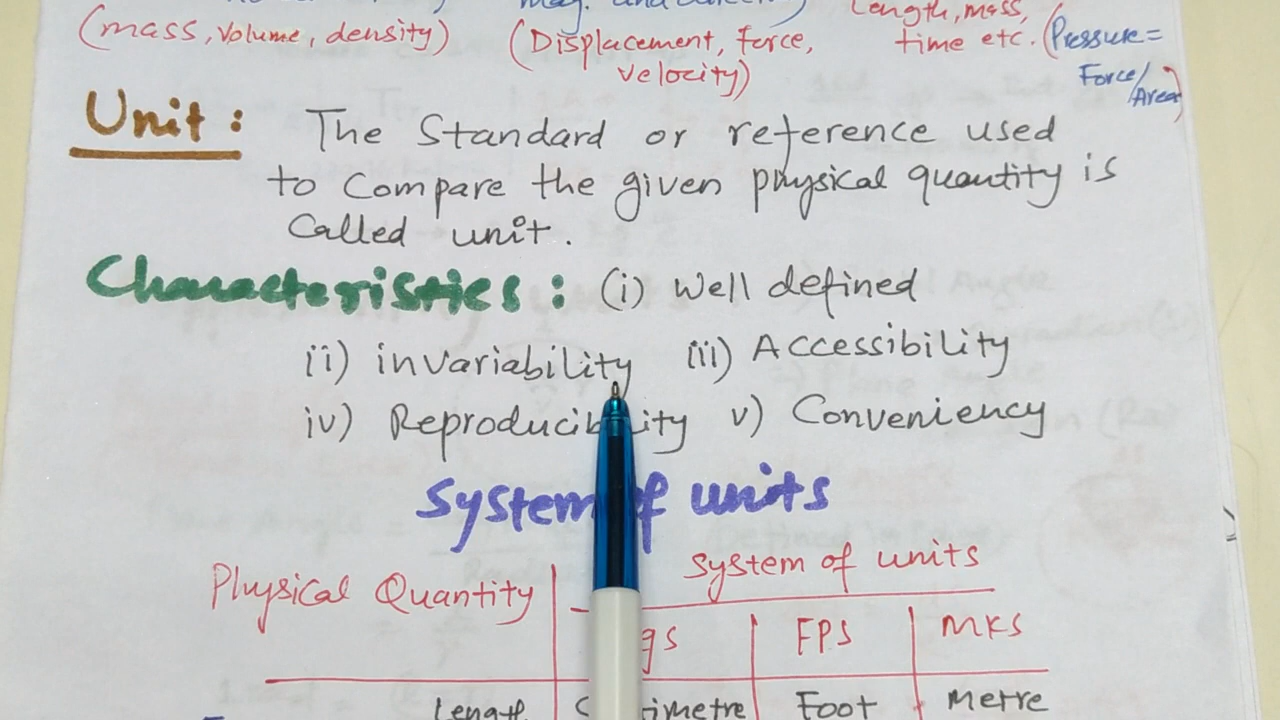 length, mass,
(mass, volume, density) (Displacement, force, time etc. (Pressure =
velocity) Force/
Area)
Unit: The Standard or reference used
to compare the given physical quantity is
Called unit.
Characteristics: (i) Well defined
ii) invariability iii) Accessibility
iv) Reproducibility v) Conveniency
System of units
Physical Quantity System of units
FPS MKS
Length Foot Metre